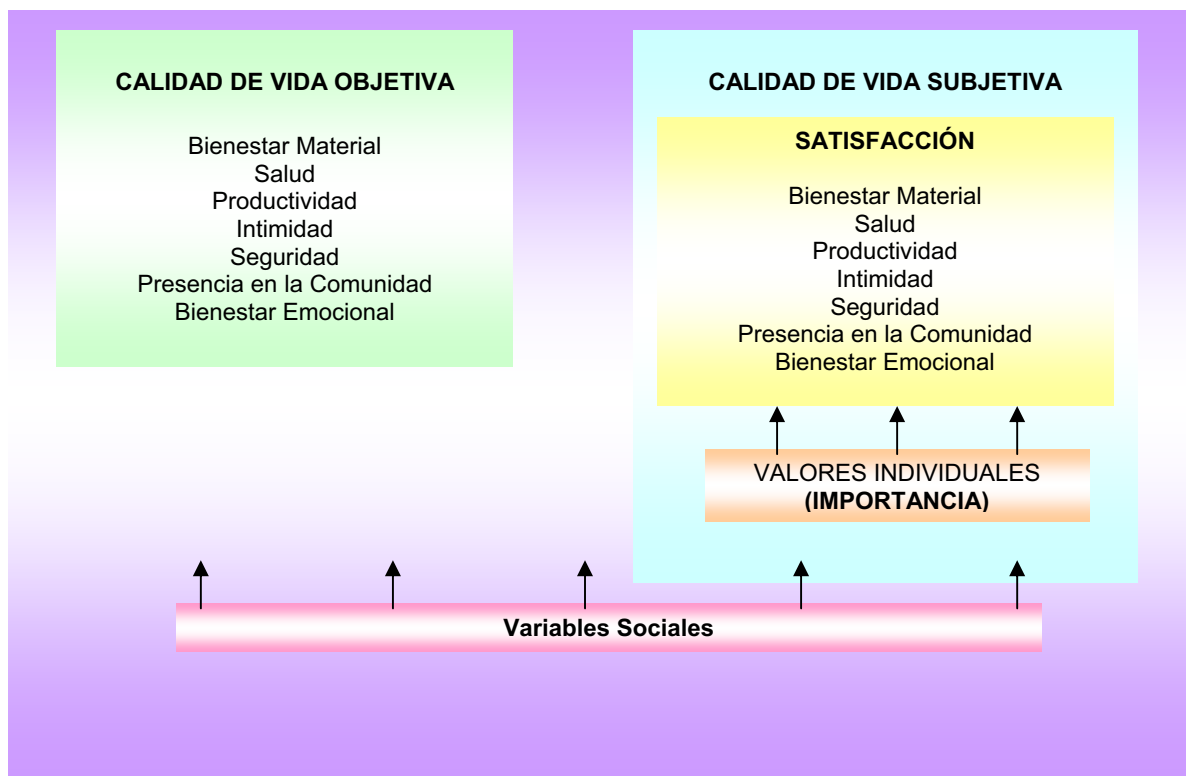 CALIDAD DE VIDA OBJETIVA
Bienestar Material
Salud
Productividad
Intimidad
Seguridad
Presencia en la Comunidad
Bienestar Emocional
CALIDAD DE VIDA SUBJETIVA
SATISFACCIÓN
Bienestar Material
Salud
Productividad
Intimidad
Seguridad
Presencia en la Comunidad
Bienestar Emocional
VALORES INDIVIDUALES
(IMPORTANCIA)
Variables Sociales